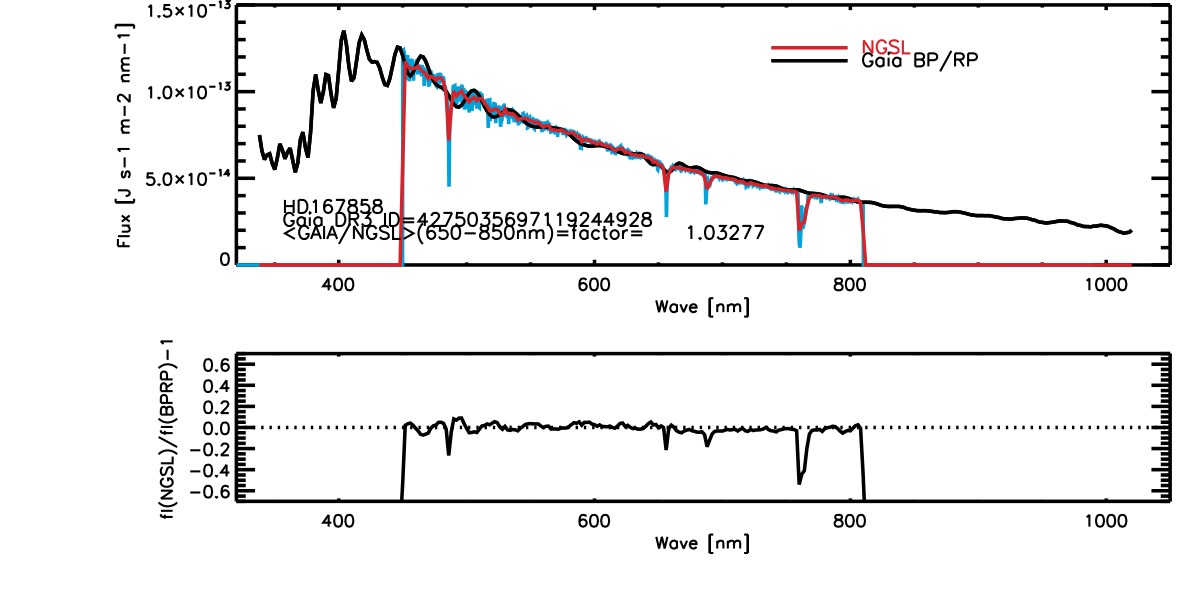 1.5×10−13
NGSL
Gaia BP/RP
1.0×10−13
5.0×10−14
0
Flux [J s−1 m−2 nm−1]
HD167858
Gaia DR3 ID=4275035697119244928
<GAIA/NGSL>(650−850nm)=factor= 1.03277
400 600 800 1000
Wave [nm]
fl(NGSL)/fl(BPRP)−1
0.6
0.4
0.2
0.0
−0.2
−0.4
−0.6
400 600 800 1000
Wave [nm]